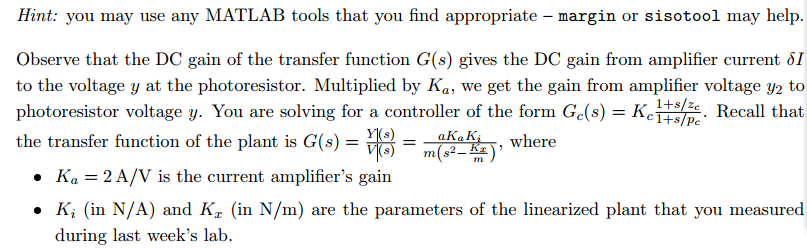 Hint: you may use any MATLAB tools that you find appropriate – margin or sisotool may help.
Observe that the DC gain of the transfer function G(s) gives the DC gain from amplifier current δI
to the voltage y at the photoresistor. Multiplied by Kₐ, we get the gain from amplifier voltage y₂ to
photoresistor voltage y. You are solving for a controller of the form G_c(s) = K_c \frac{1+s/z_c}{1+s/p_c}. Recall that
the transfer function of the plant is G(s) = \frac{Y(s)}{V(s)} = \frac{aK_aK_i}{m(s^2-\frac{K_x}{m})}, where
• Kₐ = 2 A/V is the current amplifier's gain
• K_i (in N/A) and K_x (in N/m) are the parameters of the linearized plant that you measured
during last week's lab.